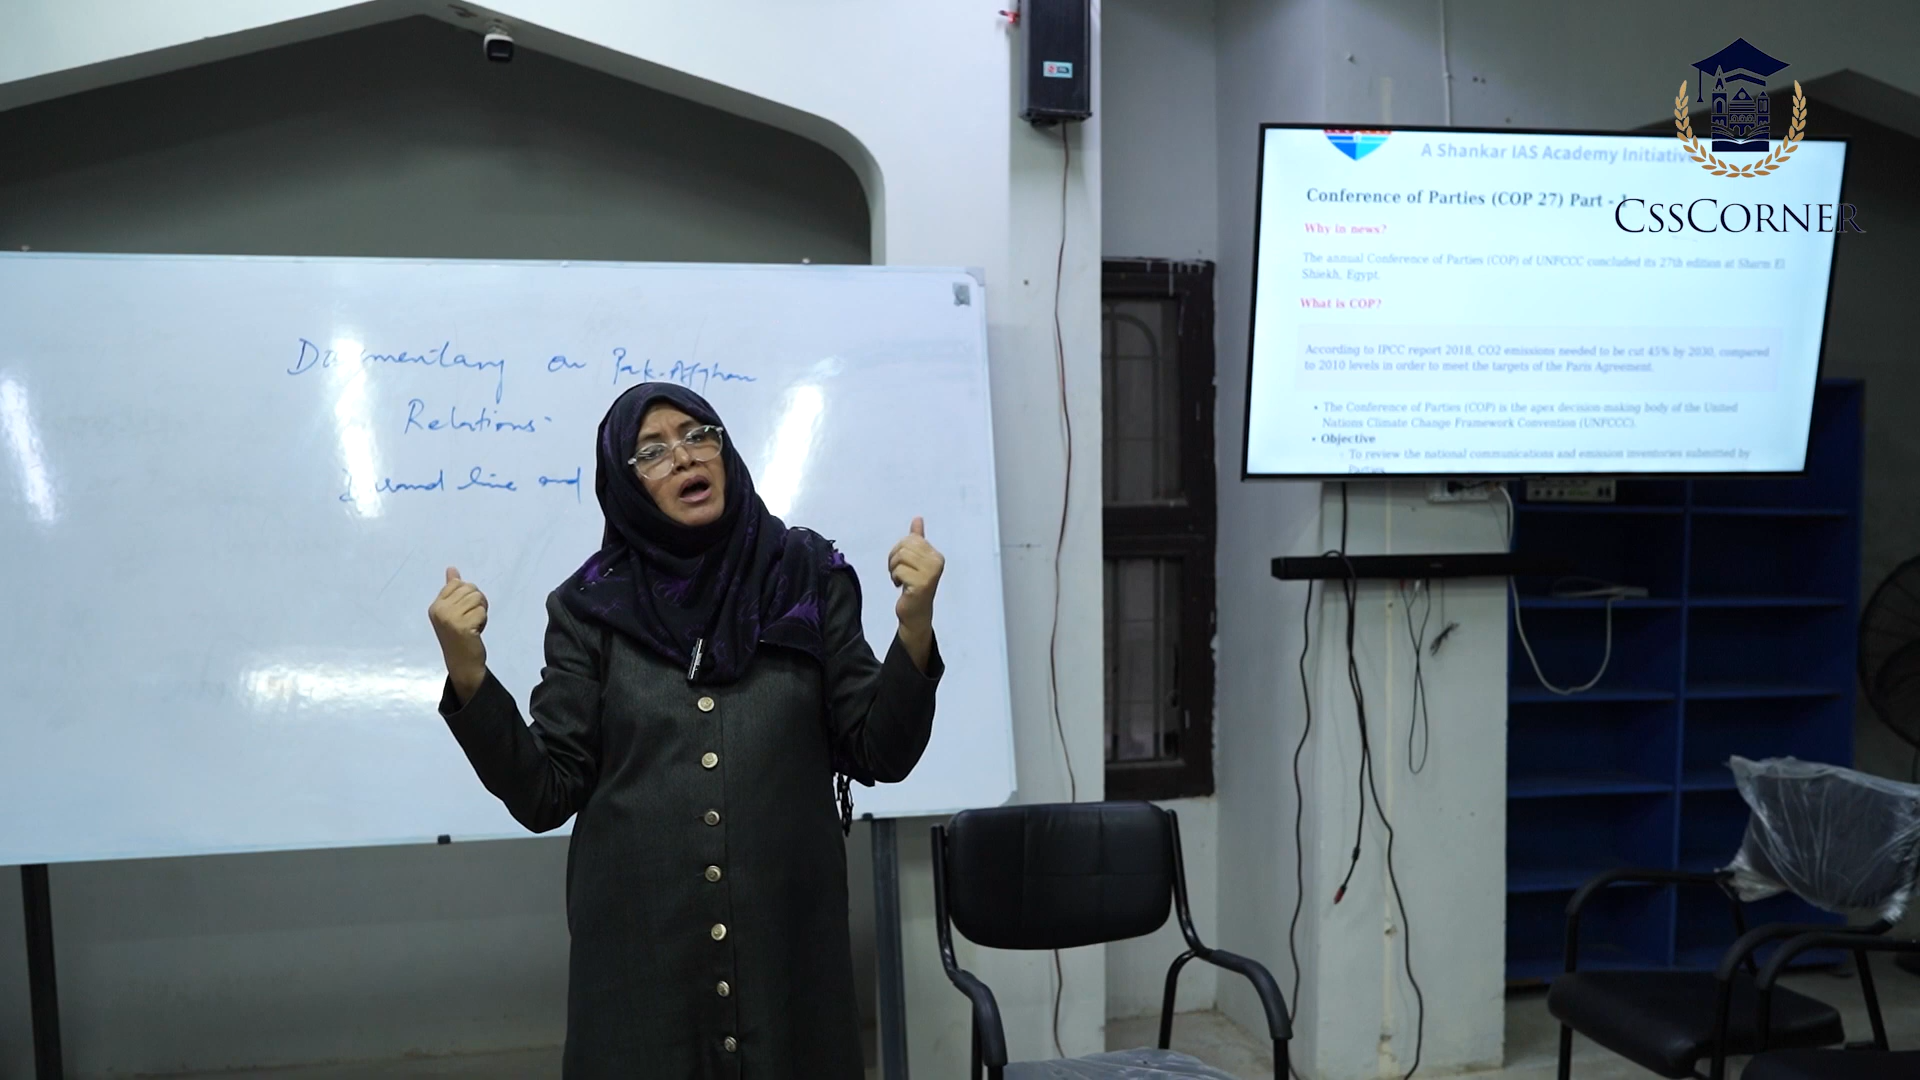 Documentary on Pak-Afghan
Relations-
Durand line and
A Shankar IAS Academy Initiative
Conference of Parties (COP 27) Part - I
Why in news?
The annual Conference of Parties (COP) of UNFCCC concluded its 27th edition at Sharm El
Shiekh, Egypt.
What is COP?
According to IPCC report 2018, CO2 emissions needed to be cut 45% by 2030, compared
to 2010 levels in order to meet the targets of the Paris Agreement.
• The Conference of Parties (COP) is the apex decision-making body of the United
Nations Climate Change Framework Convention (UNFCCC).
• Objective
To review the national communications and emission inventories submitted by
Parties
CSSCORNER